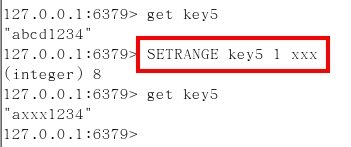 127.0.0.1:6379> get key5
"abcd1234"
127.0.0.1:6379> SETRANGE key5 1 xxx
(integer) 8
127.0.0.1:6379> get key5
"axxx1234"
127.0.0.1:6379>